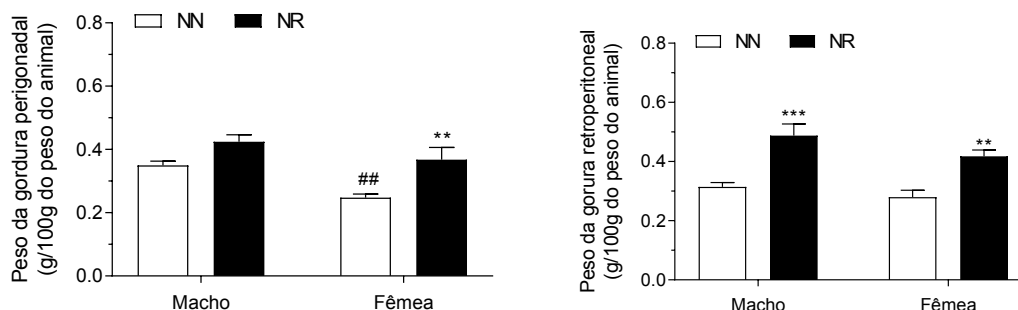 NN NR
Peso da gordura perigonadal
(g/100g do peso do animal)
0.8
0.6
0.4
0.2
0.0
##
**
Macho Fêmea
NN NR
Peso da gorura retroperitoneal
(g/100g do peso do animal)
0.8
0.6
0.4
0.2
0.0
***
**
Macho Fêmea